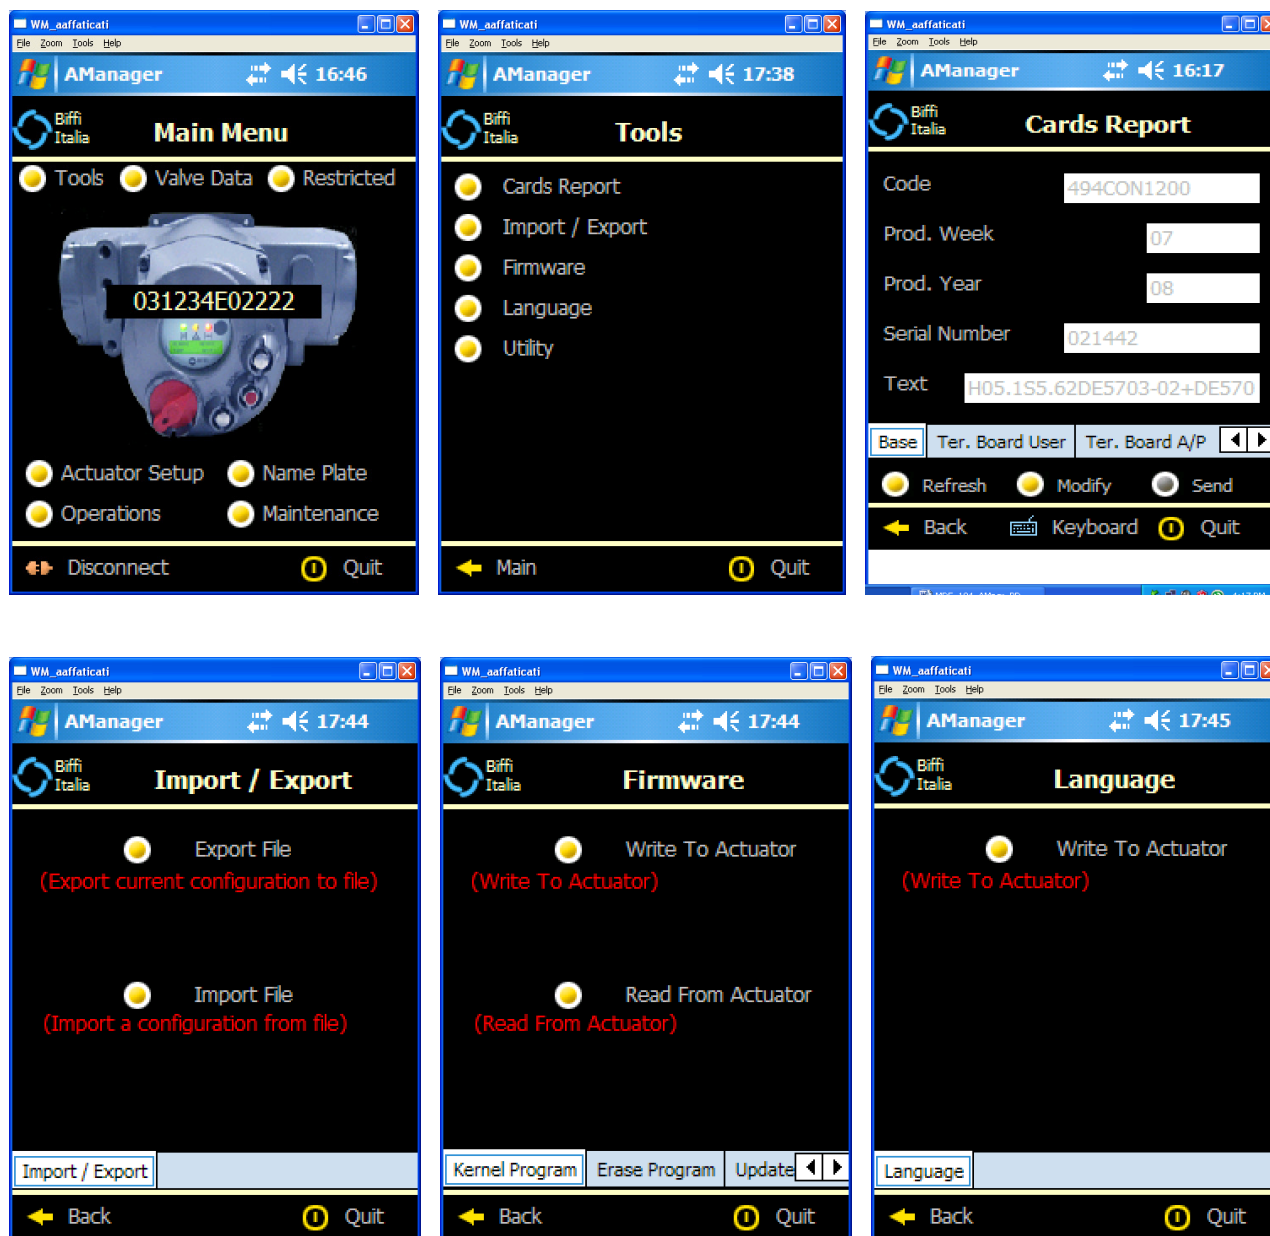 WM_aaffaticati
File Zoom Tools Help
AManager 16:46
Biffi
Italia
Main Menu
Tools Valve Data Restricted
031234E02222
Actuator Setup Name Plate
Operations Maintenance
Disconnect Quit
WM_aaffaticati
File Zoom Tools Help
AManager 17:38
Biffi
Italia
Tools
Cards Report
Import / Export
Firmware
Language
Utility
Main Quit
WM_aaffaticati
File Zoom Tools Help
AManager 16:17
Biffi
Italia
Cards Report
Code 494CON1200
Prod. Week 07
Prod. Year 08
Serial Number 021442
Text H05.1S5.62DE5703-02+DE570
Base Ter. Board User Ter. Board A/P
Refresh Modify Send
Back Keyboard Quit
WM_aaffaticati
File Zoom Tools Help
AManager 17:44
Biffi
Italia
Import / Export
Export File
(Export current configuration to file)
Import File
(Import a configuration from file)
Import / Export
Back Quit
WM_aaffaticati
File Zoom Tools Help
AManager 17:44
Biffi
Italia
Firmware
Write To Actuator
(Write To Actuator)
Read From Actuator
(Read From Actuator)
Kernel Program Erase Program Update
Back Quit
WM_aaffaticati
File Zoom Tools Help
AManager 17:45
Biffi
Italia
Language
Write To Actuator
(Write To Actuator)
Language
Back Quit